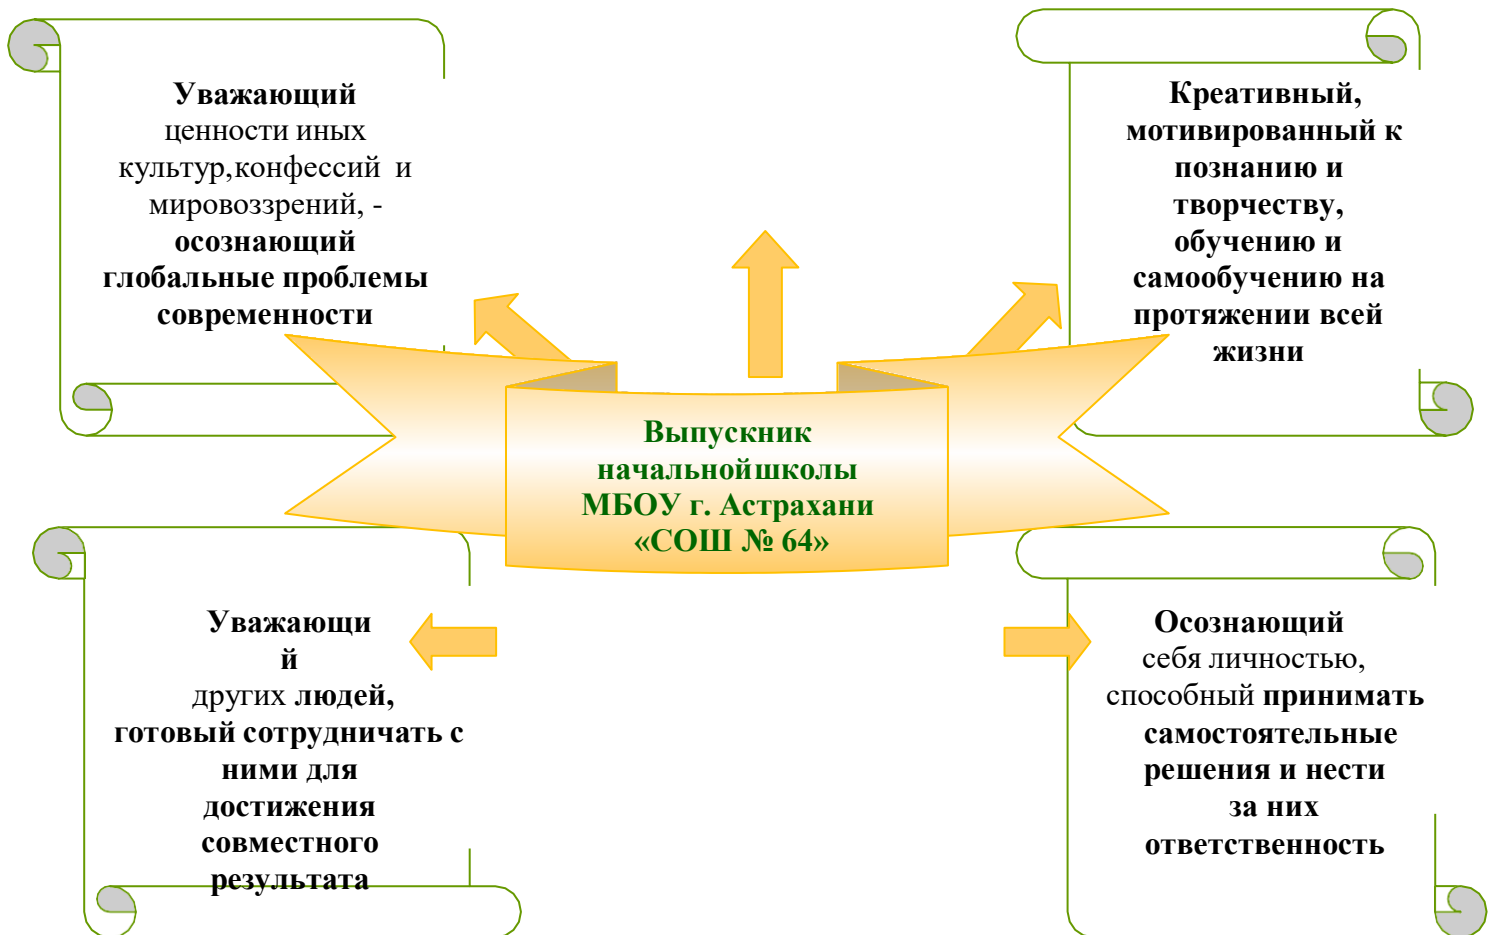 Уважающий
ценности иных
культур,конфессий и
мировоззрений, -
осознающий
глобальные проблемы
современности
Креативный,
мотивированный к
познанию и
творчеству,
обучению и
самообучению на
протяжении всей
жизни
Выпускник
начальнойшколы
МБОУ г. Астрахани
«СОШ № 64»
Уважающи
й
других людей,
готовый сотрудничать с
ними для
достижения
совместного
результата
Осознающий
себя личностью,
способный принимать
самостоятельные
решения и нести
за них
ответственность